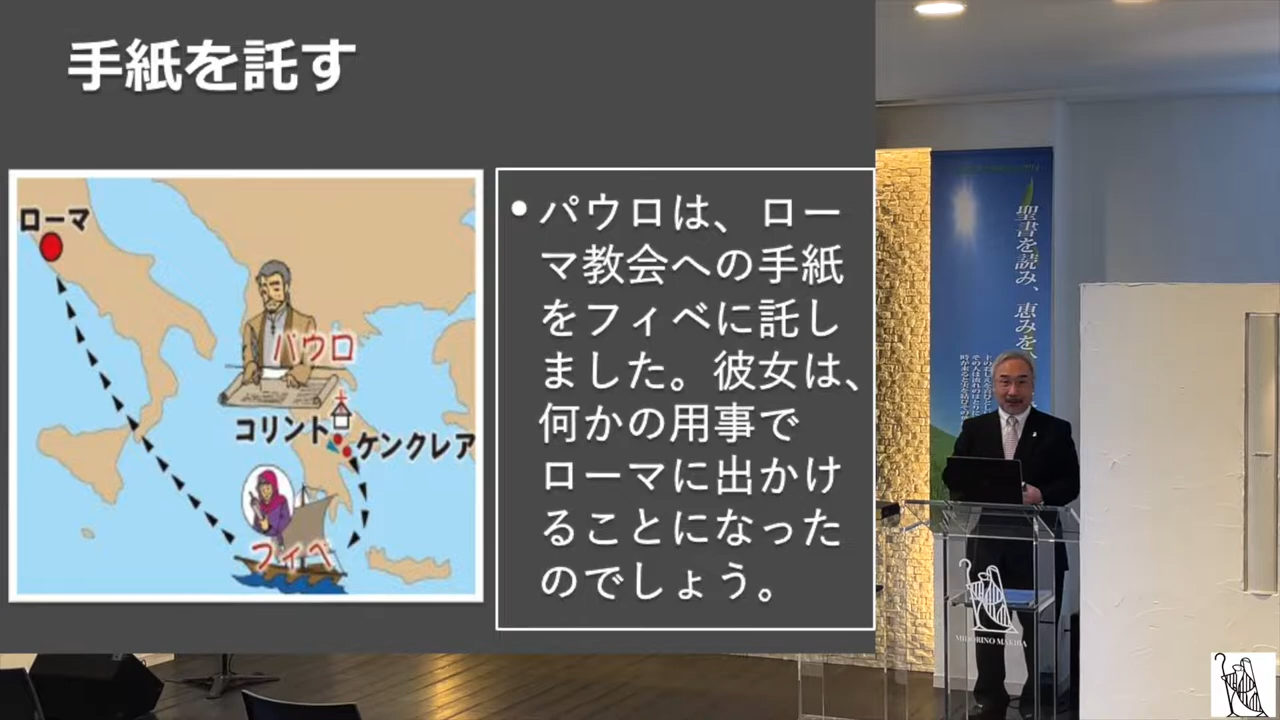 手紙を託す
ローマ
パウロ
コリント
ケンクレア
フィベ
• パウロは、ロー
マ教会への手紙
をフィベに託し
ました。彼女は、
何かの用事で
ローマに出かけ
ることになった
のでしょう。
聖書を読み、恵みを
MIDORINO MAKIBA